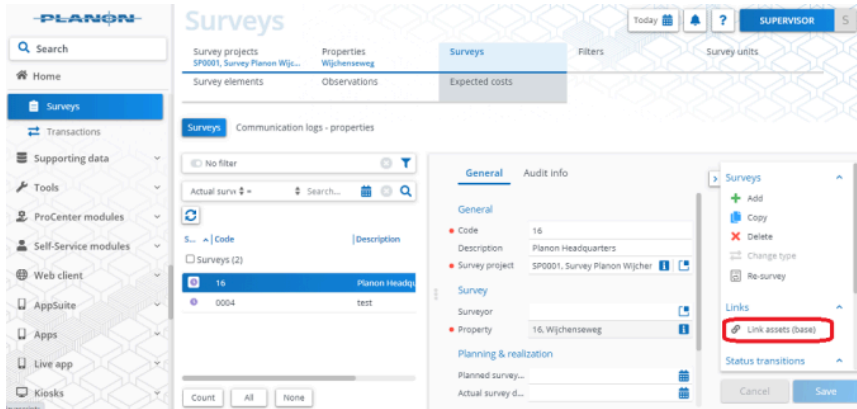 PLANON
Surveys
Today
?
SUPERVISOR
S
Search
Home
Surveys
Transactions
Supporting data
Tools
ProCenter modules
Self-Service modules
Web client
AppSuite
Apps
Live app
Kiosks
Survey projects
SP0001, Survey Planon Wijc...
Properties
Wijchenseweg
Surveys
Filters
Survey units
Survey elements
Observations
Expected costs
Surveys
Communication logs - properties
No filter
Actual surv
=
Search...
S...
Code
Description
Surveys (2)
16
Planon Headqu
0004
test
Count
All
None
General
Audit info
General
Code
16
Description
Planon Headquarters
Survey project
SP0001, Survey Planon Wijcher
Survey
Surveyor
Property
16, Wijchenseweg
Planning & realization
Planned survey...
Actual survey d...
Surveys
Add
Copy
Delete
Change type
Re-survey
Links
Link assets (base)
Status transitions
Cancel
Save